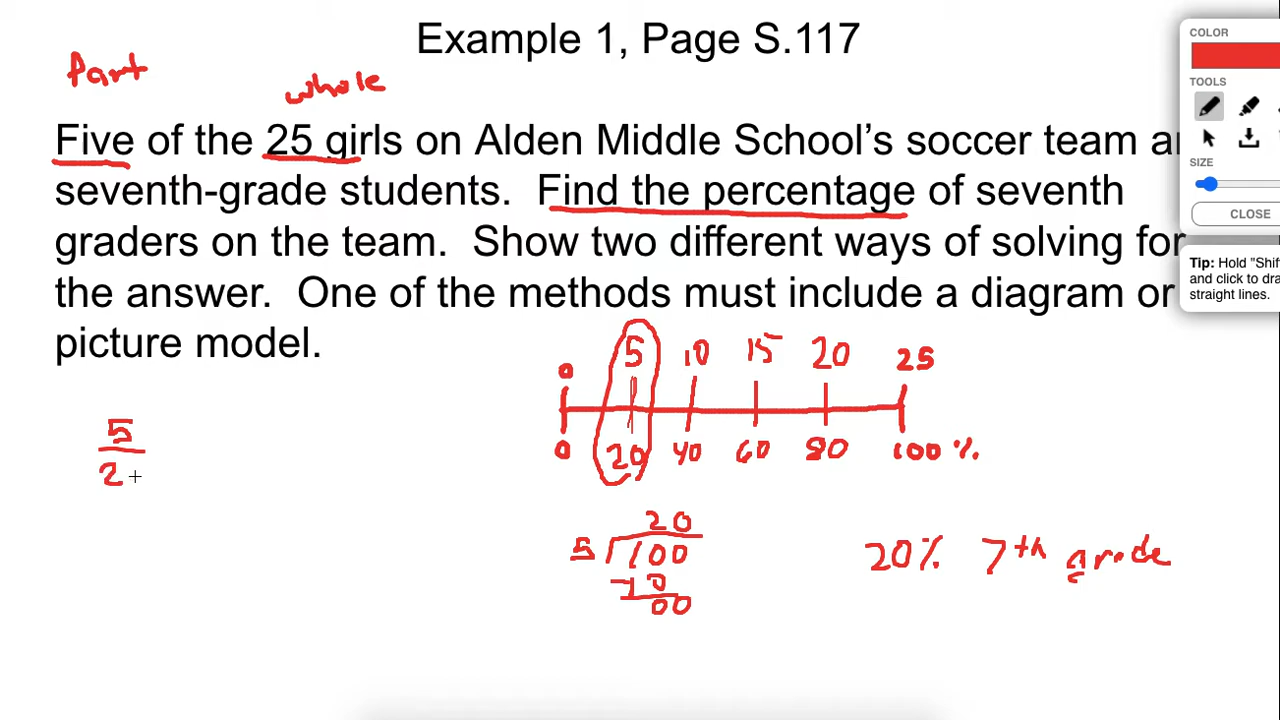 Example 1, Page S.117
Part
whole
Five of the 25 girls on Alden Middle School's soccer team
seventh-grade students. Find the percentage of seventh
graders on the team. Show two different ways of solving for
the answer. One of the methods must include a diagram or
picture model.
0 5 10 15 20 25
0 20 40 60 80 100 %
5
2
20
5 100
-10
00
20% 7th grade
COLOR
TOOLS
SIZE
CLOSE
Tip: Hold "Shif
and click to dra
straight lines.